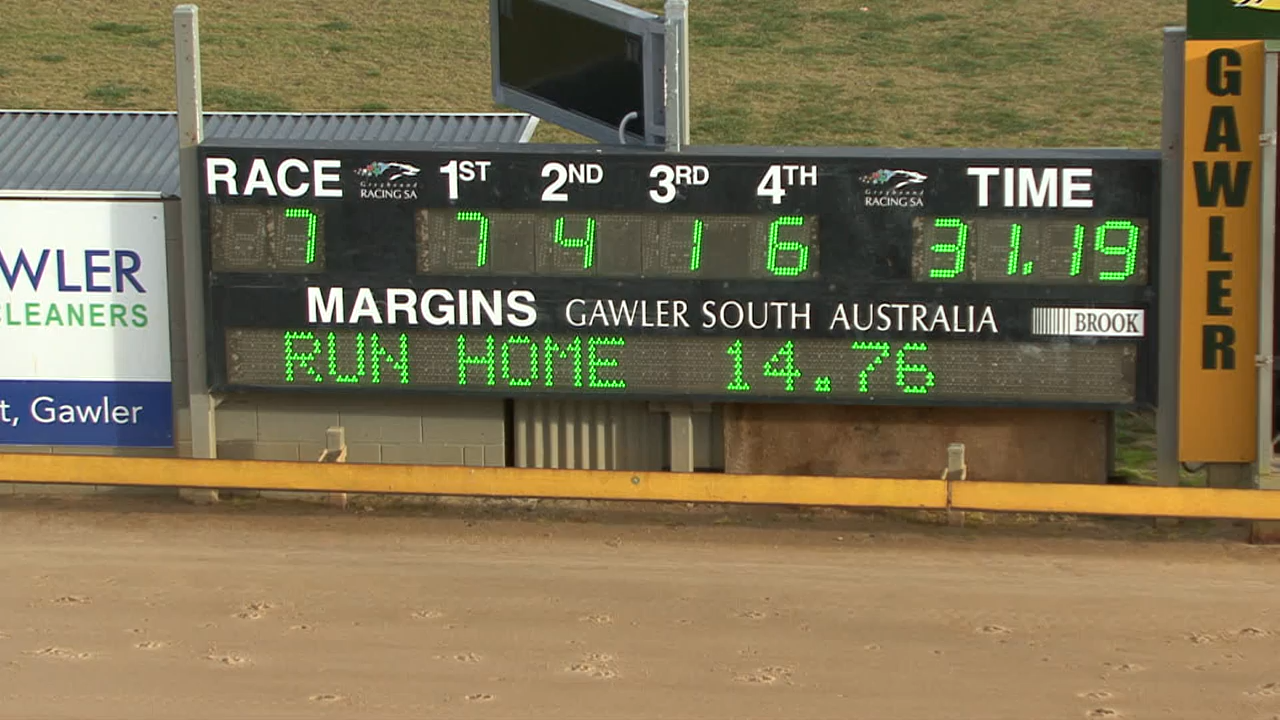 RACE
Greyhound
RACING SA
1ST 2ND 3RD 4TH
Greyhound
RACING SA
TIME
7 7 4 1 6 31.19
MARGINS GAWLER SOUTH AUSTRALIA BROOK
RUN HOME 14.76
WLER
CLEANERS
t, Gawler
GAWLER